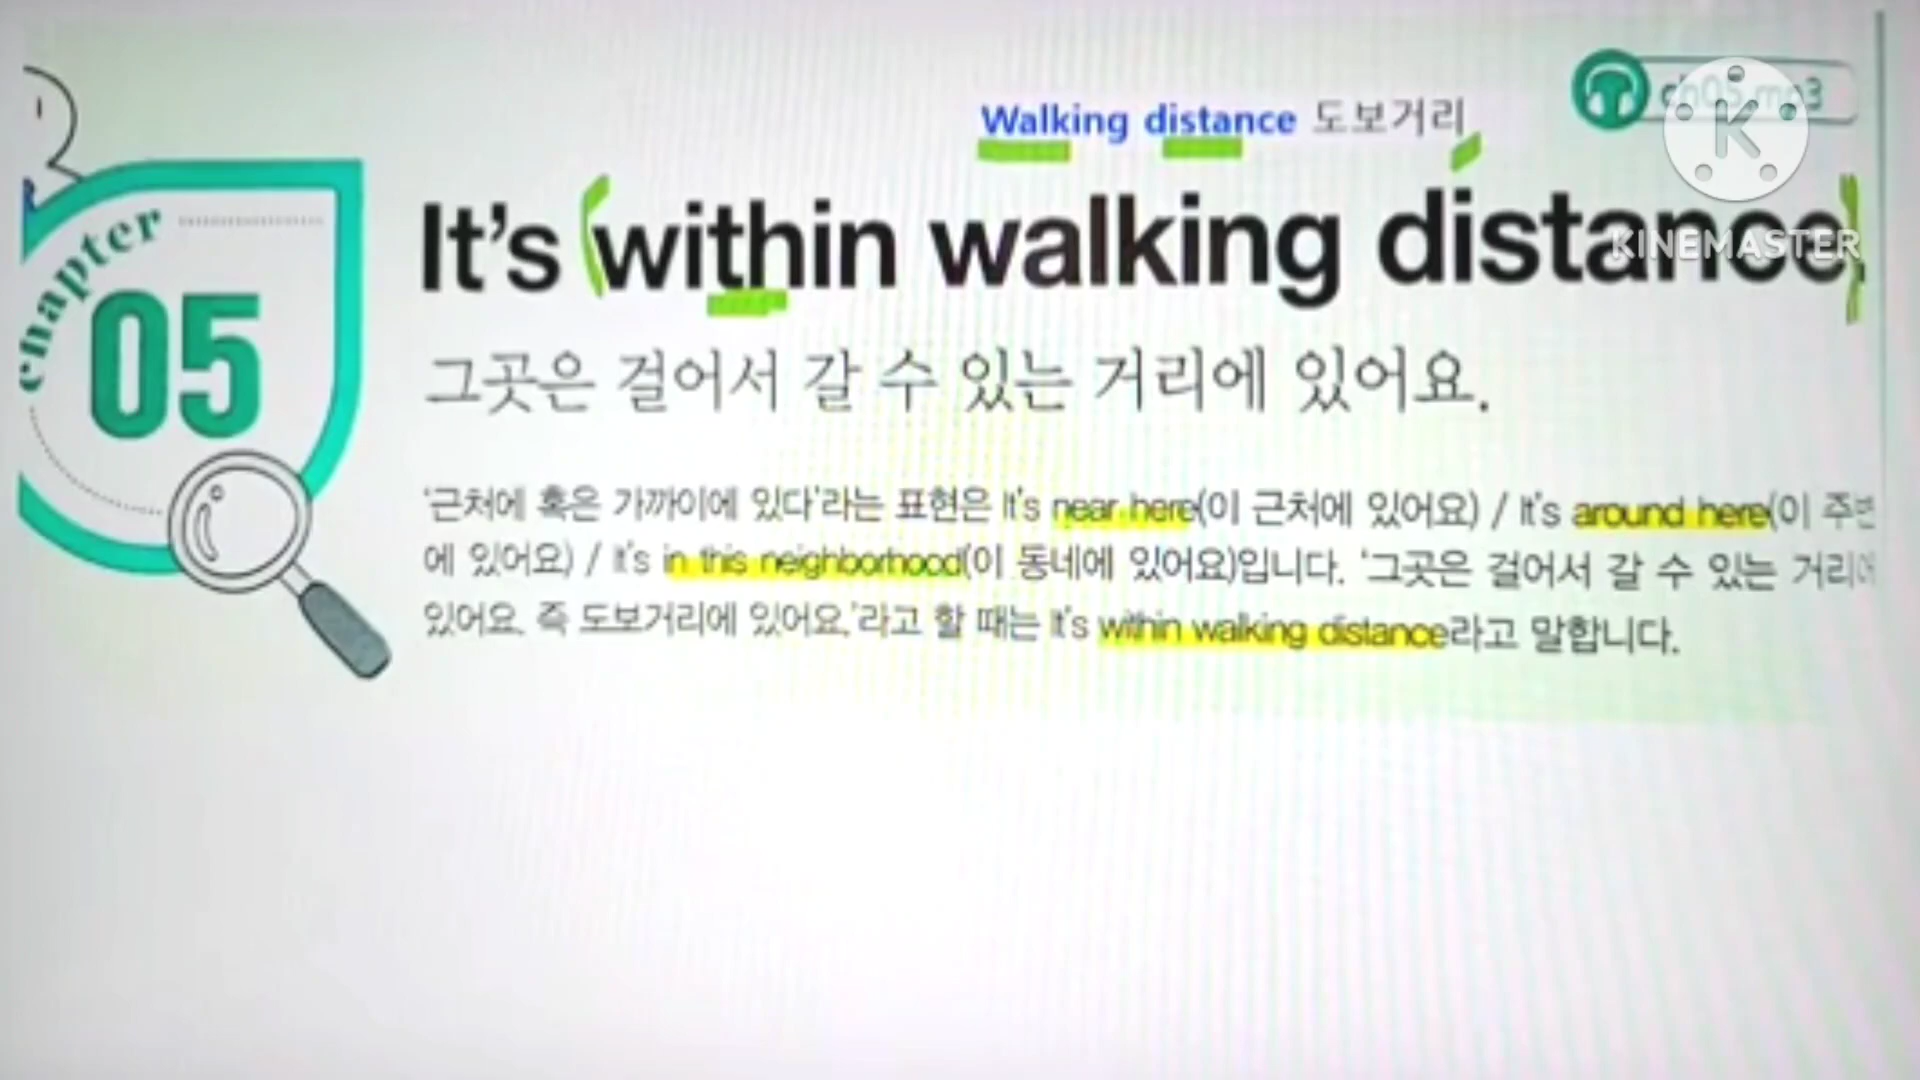 Walking distance 도보거리
ch05.mp3
KINEMASTER
chapter
05
It's within walking distance.
그곳은 걸어서 갈 수 있는 거리에 있어요.
'근처에 혹은 가까이에 있다'라는 표현은 It's near here(이 근처에 있어요) / It's around here(이 주변
에 있어요) / It's in this neighborhood(이 동네에 있어요)입니다. '그곳은 걸어서 갈 수 있는 거리에
있어요. 즉 도보거리에 있어요.'라고 할 때는 It's within walking distance라고 말합니다.